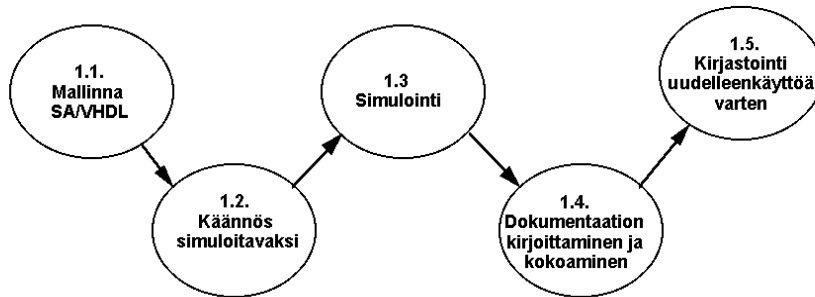 1.1.
Mallinna
SA/VHDL
1.2.
Käännös
simuloitavaksi
1.3
Simulointi
1.4.
Dokumentaation
kirjoittaminen ja
kokoaminen
1.5.
Kirjastointi
uudelleenkäyttöä
varten